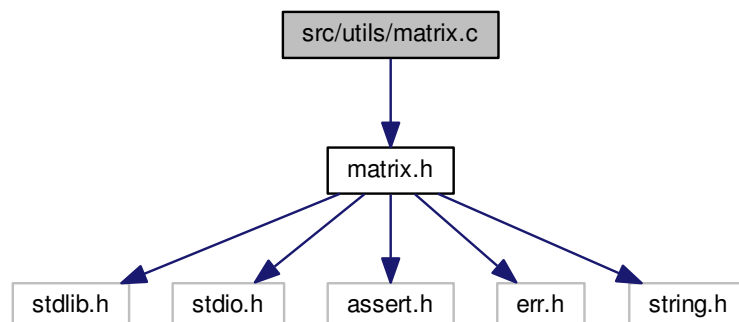 src/utils/matrix.c
matrix.h
stdlib.h
stdio.h
assert.h
err.h
string.h